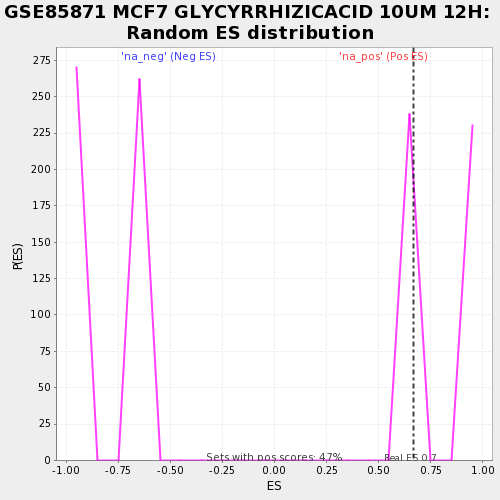 GSE85871 MCF7 GLYCYRRHIZICACID 10UM 12H:
Random ES distribution
'na_neg' (Neg ES)
'na_pos' (Pos ES)
275
250
225
200
175
150
125
100
75
50
25
0
P(ES)
Sets with pos scores: 47%
Real ES 0.7
-1.00
-0.75
-0.50
-0.25
0.00
0.25
0.50
0.75
1.00
ES